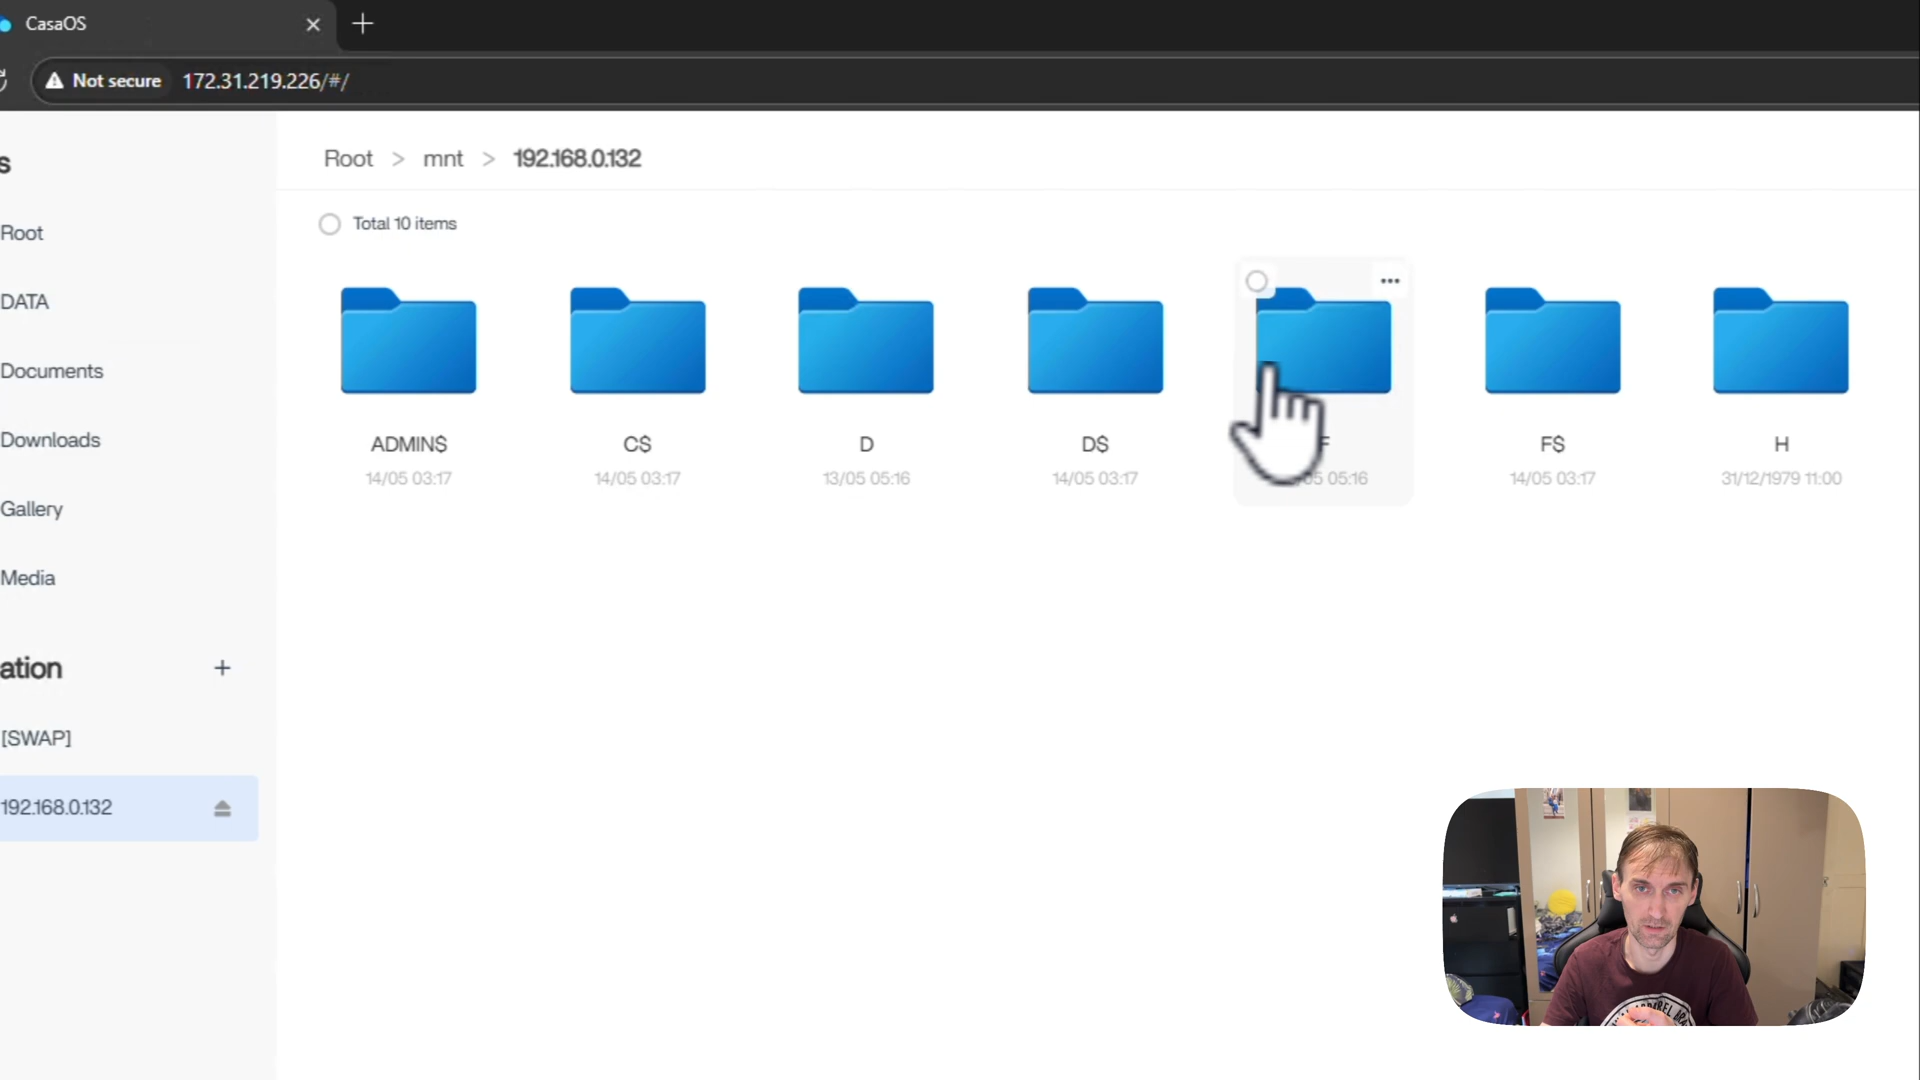 CasaOS
Not secure 172.31.219.226/#/
s
Root > mnt > 192.168.0.132
Total 10 items
Root
DATA
Documents
Downloads
Gallery
Media
ation
[SWAP]
192.168.0.132
ADMIN$
14/05 03:17
C$
14/05 03:17
D
13/05 05:16
D$
14/05 03:17
F
05:16
F$
14/05 03:17
H
31/12/1979 11:00